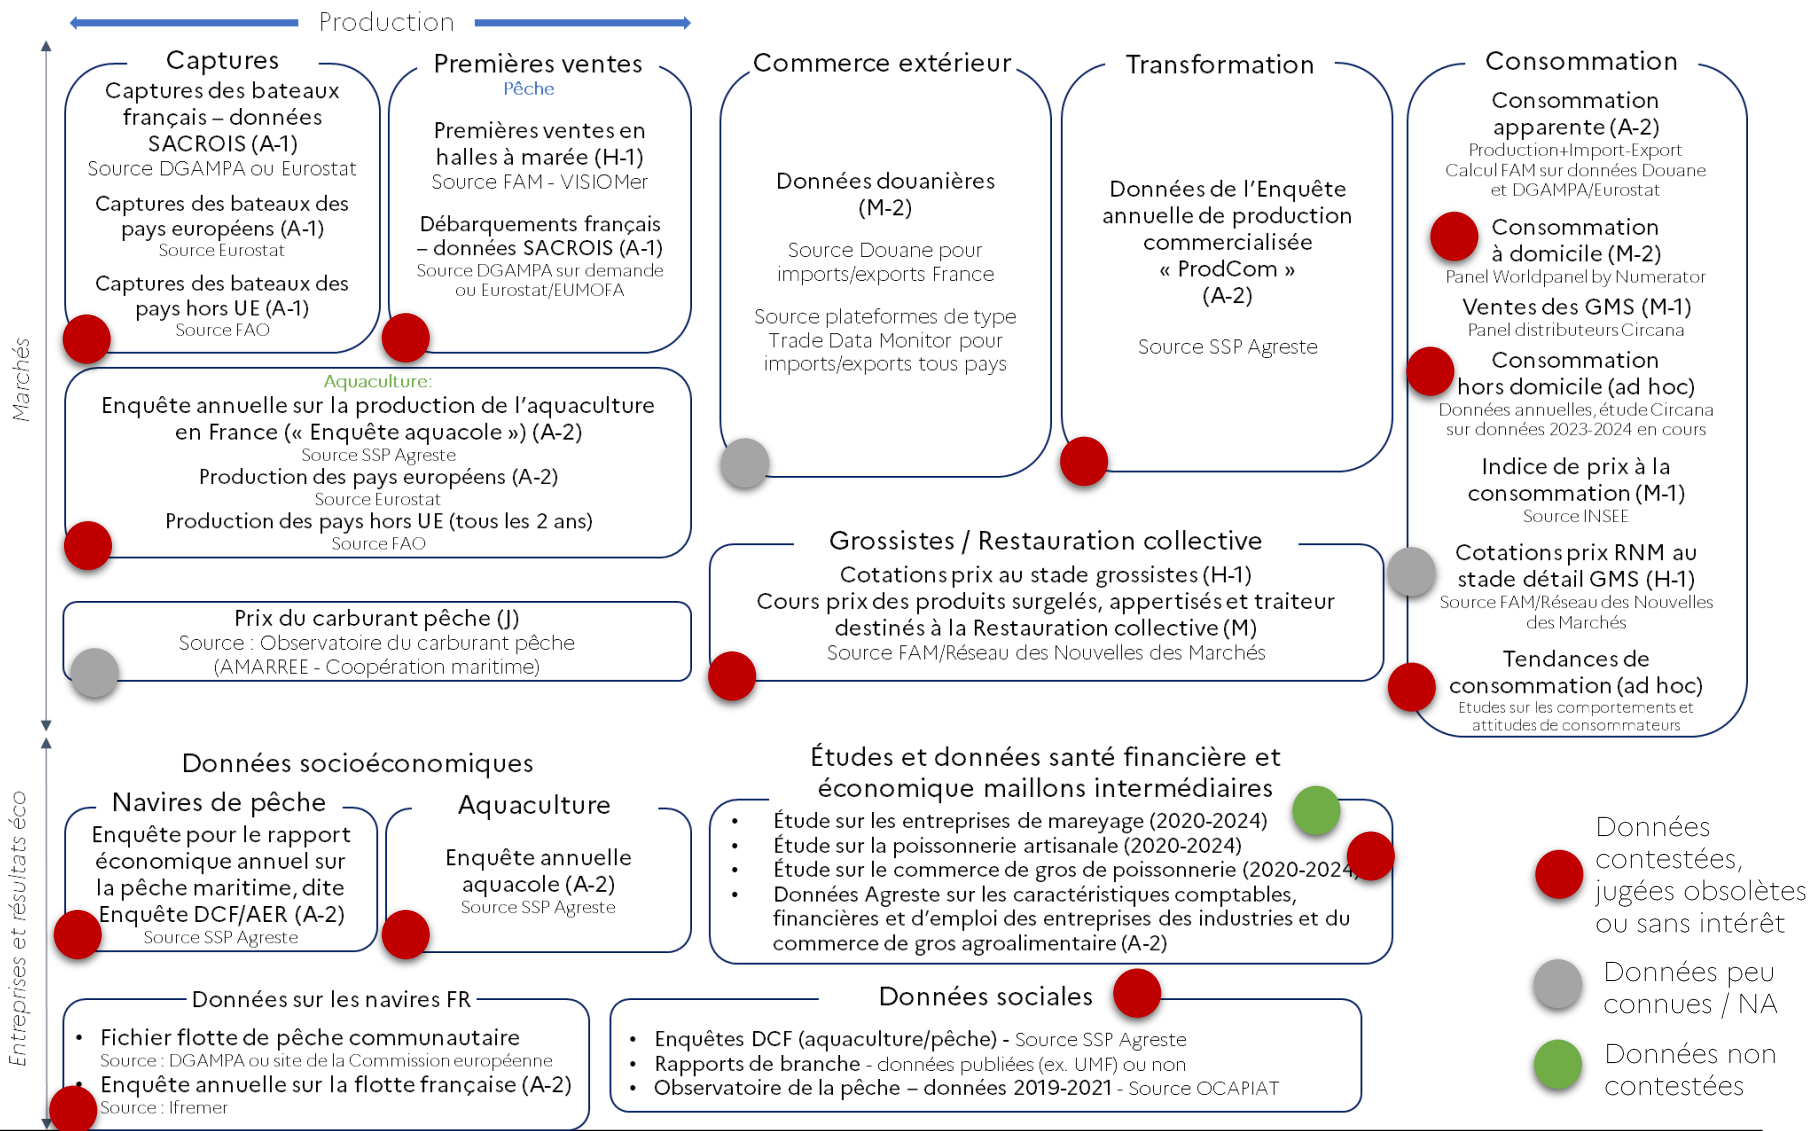 Production
Marchés
Captures
Captures des bateaux
français – données
SACROIS (A-1)
Source DGAMPA ou Eurostat
Captures des bateaux des
pays européens (A-1)
Source Eurostat
Captures des bateaux des
pays hors UE (A-1)
Source FAO
Premières ventes
Pêche
Premières ventes en
halles à marée (H-1)
Source FAM - VISIOMer
Débarquements français
– données SACROIS (A-1)
Source DGAMPA sur demande
ou Eurostat/EUMOFA
Aquaculture:
Enquête annuelle sur la production de l’aquaculture
en France (« Enquête aquacole ») (A-2)
Source SSP Agreste
Production des pays européens (A-2)
Source Eurostat
Production des pays hors UE (tous les 2 ans)
Source FAO
Prix du carburant pêche (J)
Source : Observatoire du carburant pêche
(AMARREE - Coopération maritime)
Commerce extérieur
Données douanières
(M-2)
Source Douane pour
imports/exports France
Source plateformes de type
Trade Data Monitor pour
imports/exports tous pays
Transformation
Données de l’Enquête
annuelle de production
commercialisée
« ProdCom »
(A-2)
Source SSP Agreste
Grossistes / Restauration collective
Cotations prix au stade grossistes (H-1)
Cours prix des produits surgelés, appertisés et traiteur
destinés à la Restauration collective (M)
Source FAM/Réseau des Nouvelles des Marchés
Consommation
Consommation
apparente (A-2)
Production+Import-Export
Calcul FAM sur données Douane
et DGAMPA/Eurostat
Consommation
à domicile (M-2)
Panel Worldpanel by Numerator
Ventes des GMS (M-1)
Panel distributeurs Circana
Consommation
hors domicile (ad hoc)
Données annuelles, étude Circana
sur données 2023-2024 en cours
Indice de prix à la
consommation (M-1)
Source INSEE
Cotations prix RNM au
stade détail GMS (H-1)
Source FAM/Réseau des Nouvelles
des Marchés
Tendances de
consommation (ad hoc)
Etudes sur les comportements et
attitudes de consommateurs
Entreprises et résultats éco
Données socioéconomiques
Navires de pêche
Enquête pour le rapport
économique annuel sur
la pêche maritime, dite
Enquête DCF/AER (A-2)
Source SSP Agreste
Aquaculture
Enquête annuelle
aquacole (A-2)
Source SSP Agreste
Études et données santé financière et
économique maillons intermédiaires
• Étude sur les entreprises de mareyage (2020-2024)
• Étude sur la poissonnerie artisanale (2020-2024)
• Étude sur le commerce de gros de poissonnerie (2020-2024)
• Données Agreste sur les caractéristiques comptables,
financières et d’emploi des entreprises des industries et du
commerce de gros agroalimentaire (A-2)
Données sur les navires FR
• Fichier flotte de pêche communautaire
Source : DGAMPA ou site de la Commission européenne
• Enquête annuelle sur la flotte française (A-2)
Source : Ifremer
Données sociales
• Enquêtes DCF (aquaculture/pêche) - Source SSP Agreste
• Rapports de branche - données publiées (ex. UMF) ou non
• Observatoire de la pêche – données 2019-2021 - Source OCAPIAT
Données
contestées,
jugées obsolètes
ou sans intérêt
Données peu
connues / NA
Données non
contestées